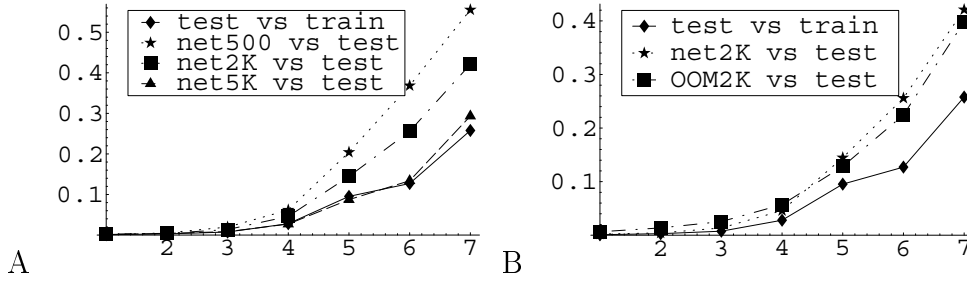 0.5
0.4
0.3
0.2
0.1
test vs train
net500 vs test
net2K vs test
net5K vs test
2 3 4 5 6 7
A
0.4
0.3
0.2
0.1
test vs train
net2K vs test
OOM2K vs test
2 3 4 5 6 7
B